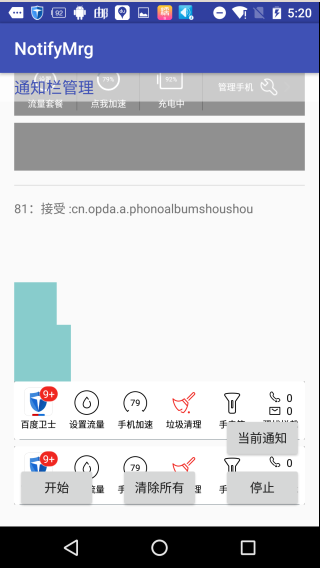 92
5:20
NotifyMrg
通知栏管理
79%
92%
流量套餐 点我加速 充电中 管理手机
81：接受 :cn.opda.a.phonoalbumshoushou
9+
79
0
0
百度卫士 设置流量 手机加速 垃圾清理
当前通知
9+
79
0
开始 清除所有 停止